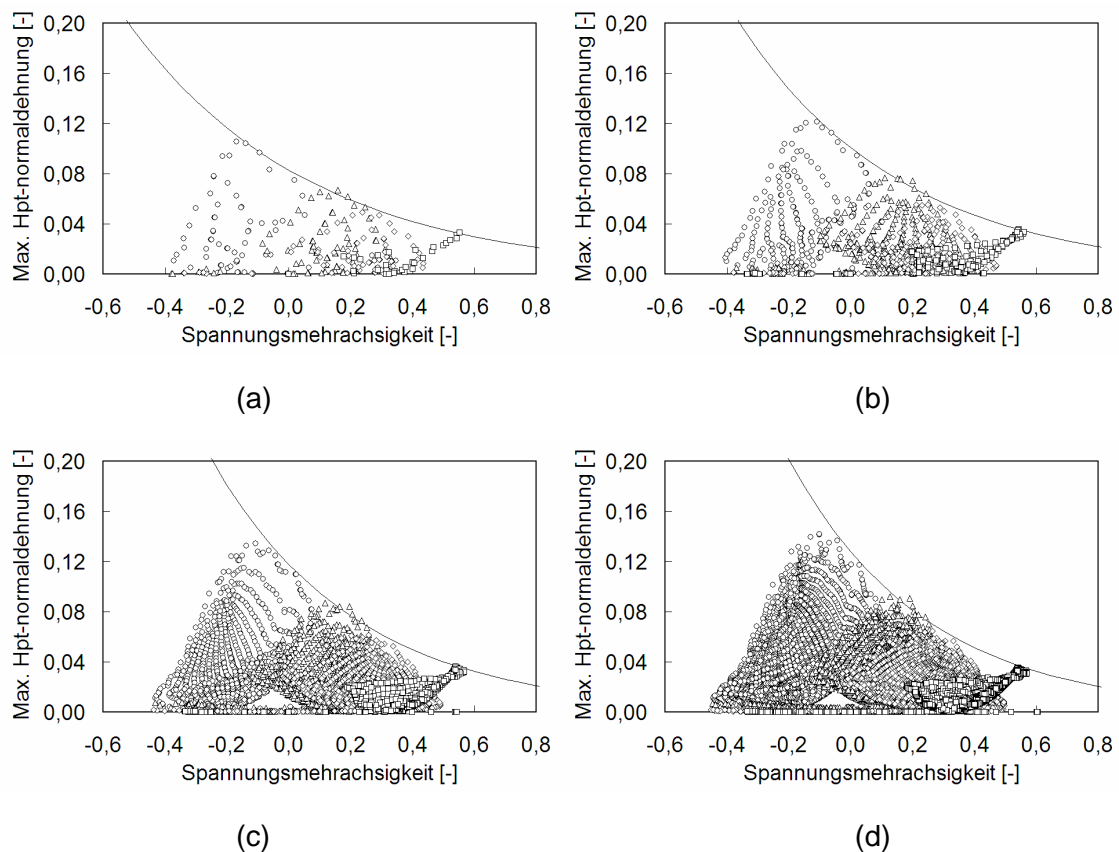 Max. Hpt-normaldehnung [-]
0,20
0,16
0,12
0,08
0,04
0,00
-0,6 -0,4 -0,2 0,0 0,2 0,4 0,6 0,8
Spannungsmehrachsigkeit [-]
(a)
Max. Hpt-normaldehnung [-]
0,20
0,16
0,12
0,08
0,04
0,00
-0,6 -0,4 -0,2 0,0 0,2 0,4 0,6 0,8
Spannungsmehrachsigkeit [-]
(b)
Max. Hpt-normaldehnung [-]
0,20
0,16
0,12
0,08
0,04
0,00
-0,6 -0,4 -0,2 0,0 0,2 0,4 0,6 0,8
Spannungsmehrachsigkeit [-]
(c)
Max. Hpt-normaldehnung [-]
0,20
0,16
0,12
0,08
0,04
0,00
-0,6 -0,4 -0,2 0,0 0,2 0,4 0,6 0,8
Spannungsmehrachsigkeit [-]
(d)